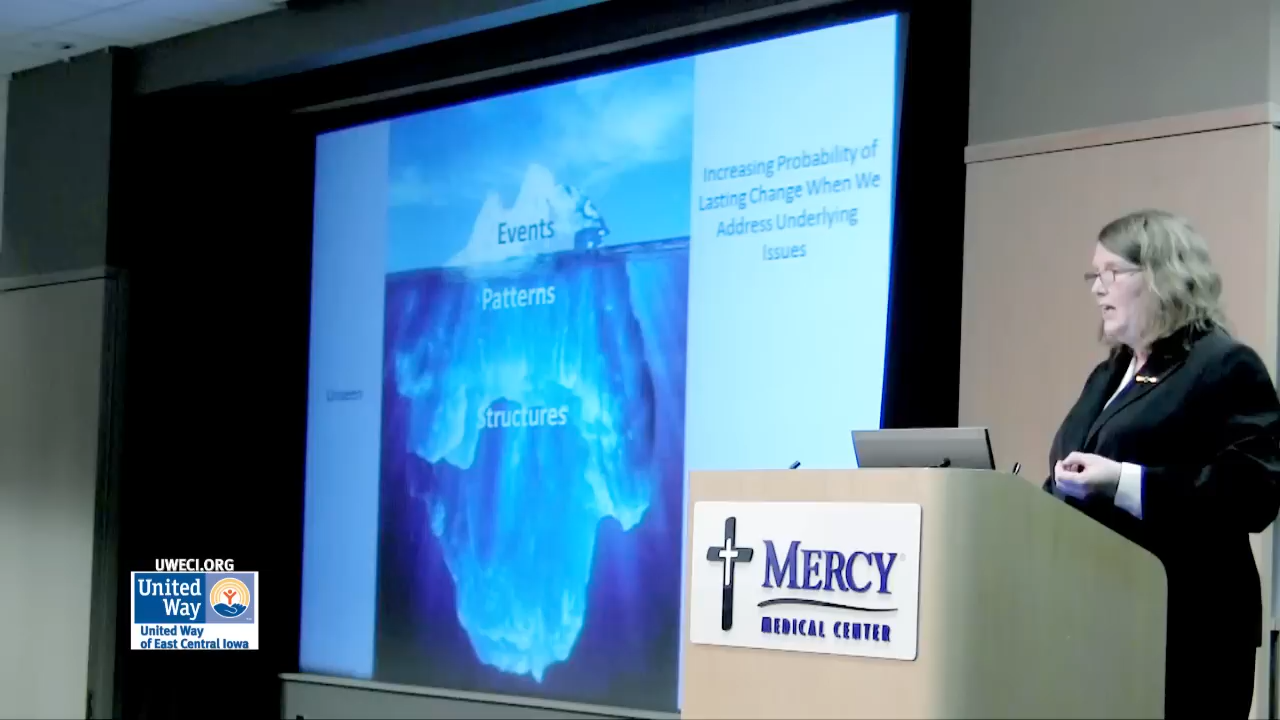 Increasing Probability of
Lasting Change When We
Address Underlying
Issues
Events
Patterns
Unseen
Structures
MERCY
MEDICAL CENTER
UWECI.ORG
United
Way
United Way
of East Central Iowa